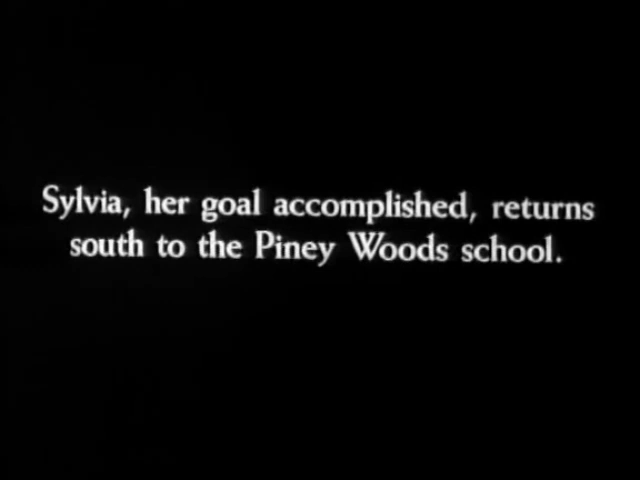 Sylvia, her goal accomplished, returns
south to the Piney Woods school.